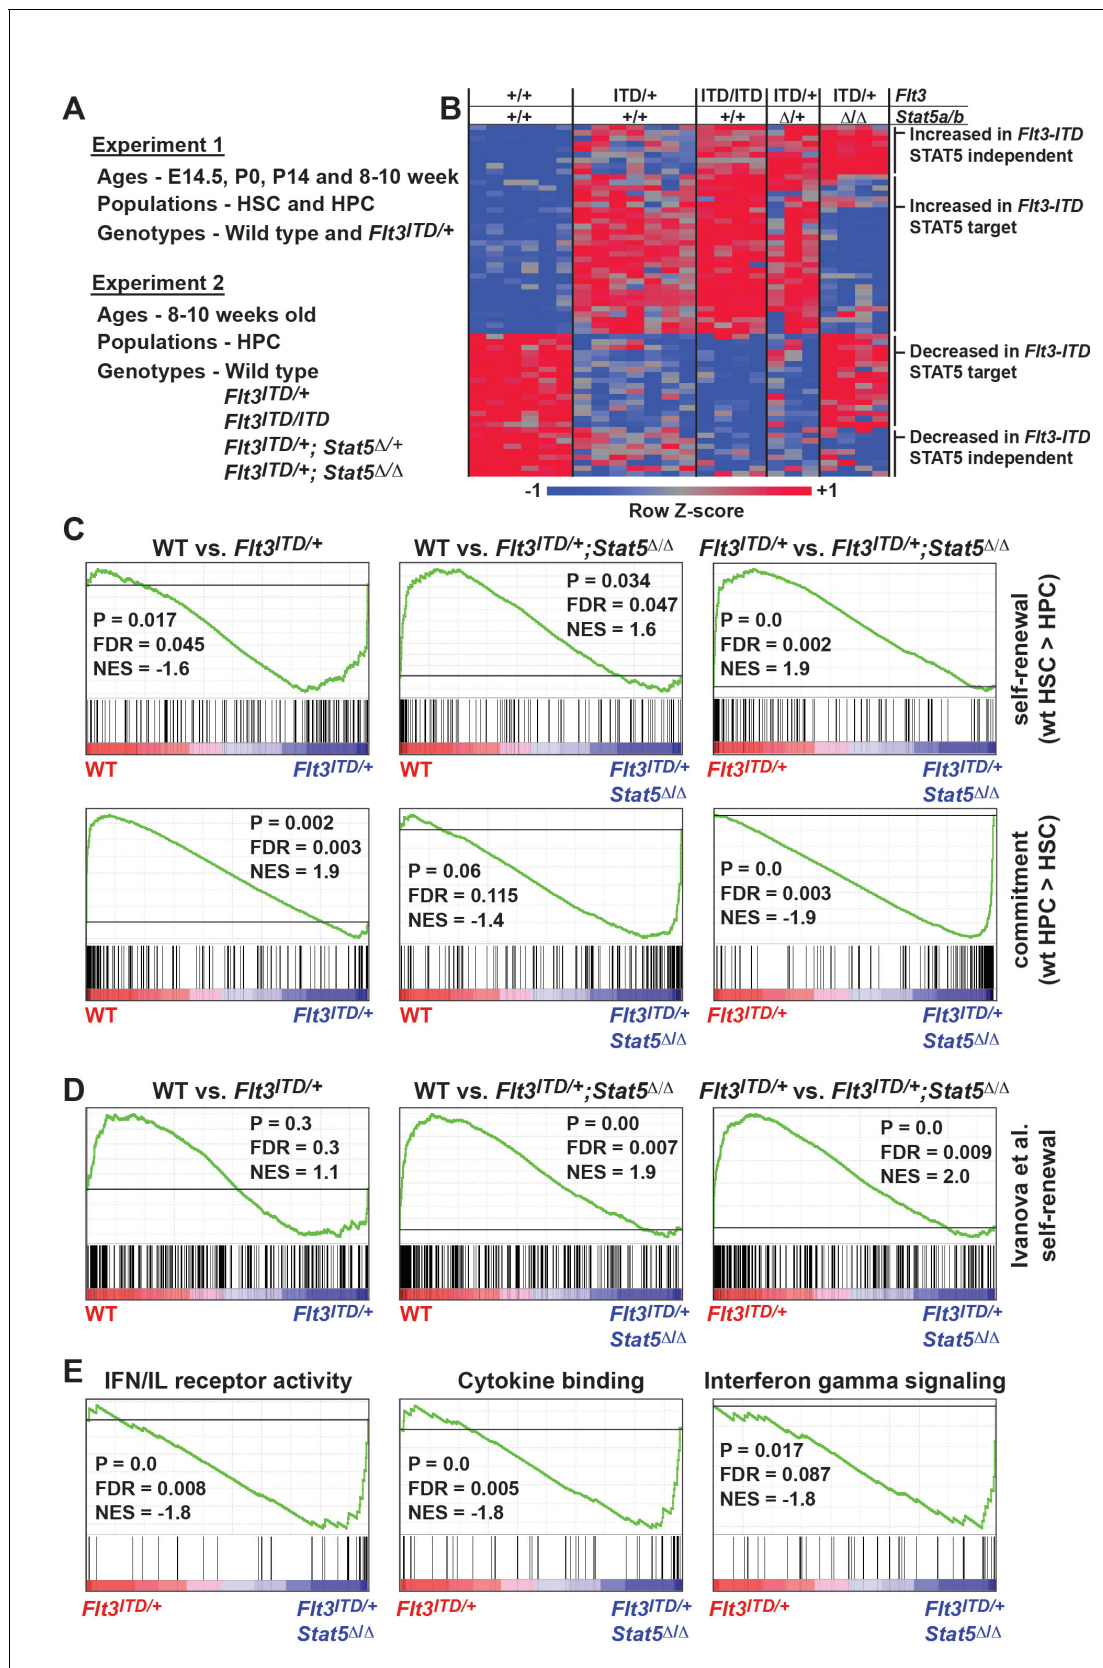 A
Experiment 1
Ages - E14.5, P0, P14 and 8-10 week
Populations - HSC and HPC
Genotypes - Wild type and Flt3ITD/+
Experiment 2
Ages - 8-10 weeks old
Populations - HPC
Genotypes - Wild type
Flt3ITD/+
Flt3ITD/ITD
Flt3ITD/+; Stat5Δ/+
Flt3ITD/+; Stat5Δ/Δ
B
+/+ ITD/+ ITD/ITD ITD/+ ITD/+ Flt3
+/+ +/+ +/+ Δ/+ Δ/Δ Stat5a/b
Increased in Flt3-ITD
STAT5 independent
Increased in Flt3-ITD
STAT5 target
Decreased in Flt3-ITD
STAT5 target
Decreased in Flt3-ITD
STAT5 independent
-1 +1
Row Z-score
C
WT vs. Flt3ITD/+
P = 0.017
FDR = 0.045
NES = -1.6
WT Flt3ITD/+
WT vs. Flt3ITD/+;Stat5Δ/Δ
P = 0.034
FDR = 0.047
NES = 1.6
WT Flt3ITD/+
Stat5Δ/Δ
Flt3ITD/+ vs. Flt3ITD/+;Stat5Δ/Δ
P = 0.0
FDR = 0.002
NES = 1.9
Flt3ITD/+ Flt3ITD/+
Stat5Δ/Δ
self-renewal
(wt HSC > HPC)
P = 0.002
FDR = 0.003
NES = 1.9
WT Flt3ITD/+
P = 0.06
FDR = 0.115
NES = -1.4
WT Flt3ITD/+
Stat5Δ/Δ
P = 0.0
FDR = 0.003
NES = -1.9
Flt3ITD/+ Flt3ITD/+
Stat5Δ/Δ
commitment
(wt HPC > HSC)
D
WT vs. Flt3ITD/+
P = 0.3
FDR = 0.3
NES = 1.1
WT Flt3ITD/+
WT vs. Flt3ITD/+;Stat5Δ/Δ
P = 0.00
FDR = 0.007
NES = 1.9
WT Flt3ITD/+
Stat5Δ/Δ
Flt3ITD/+ vs. Flt3ITD/+;Stat5Δ/Δ
P = 0.0
FDR = 0.009
NES = 2.0
Flt3ITD/+ Flt3ITD/+
Stat5Δ/Δ
Ivanova et al.
self-renewal
E
IFN/IL receptor activity
P = 0.0
FDR = 0.008
NES = -1.8
Flt3ITD/+ Flt3ITD/+
Stat5Δ/Δ
Cytokine binding
P = 0.0
FDR = 0.005
NES = -1.8
Flt3ITD/+ Flt3ITD/+
Stat5Δ/Δ
Interferon gamma signaling
P = 0.017
FDR = 0.087
NES = -1.8
Flt3ITD/+ Flt3ITD/+
Stat5Δ/Δ